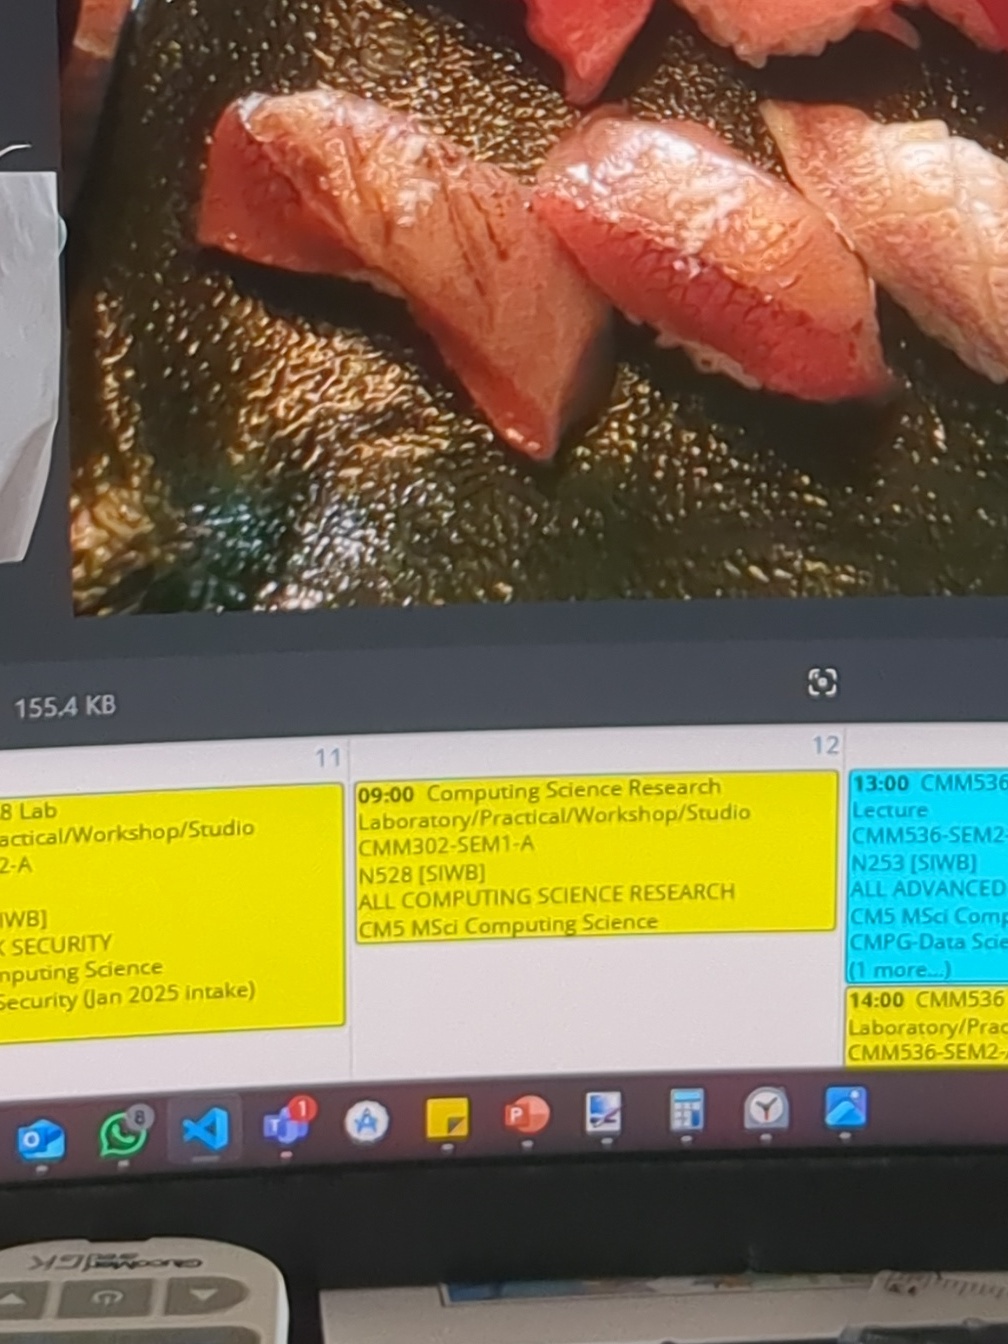 155.4 KB
11
8 Lab
actical/Workshop/Studio
2-A
IWB]
K SECURITY
mputing Science
Security (Jan 2025 intake)
12
09:00 Computing Science Research
Laboratory/Practical/Workshop/Studio
CMM302-SEM1-A
N528 [SIWB]
ALL COMPUTING SCIENCE RESEARCH
CM5 MSci Computing Science
13:00 CMM536
Lecture
CMM536-SEM2-
N253 [SIWB]
ALL ADVANCED
CM5 MSci Comp
CMPG-Data Scie
(1 more...)
14:00 CMM536
Laboratory/Prac
CMM536-SEM2-
8
1
GlucoMen